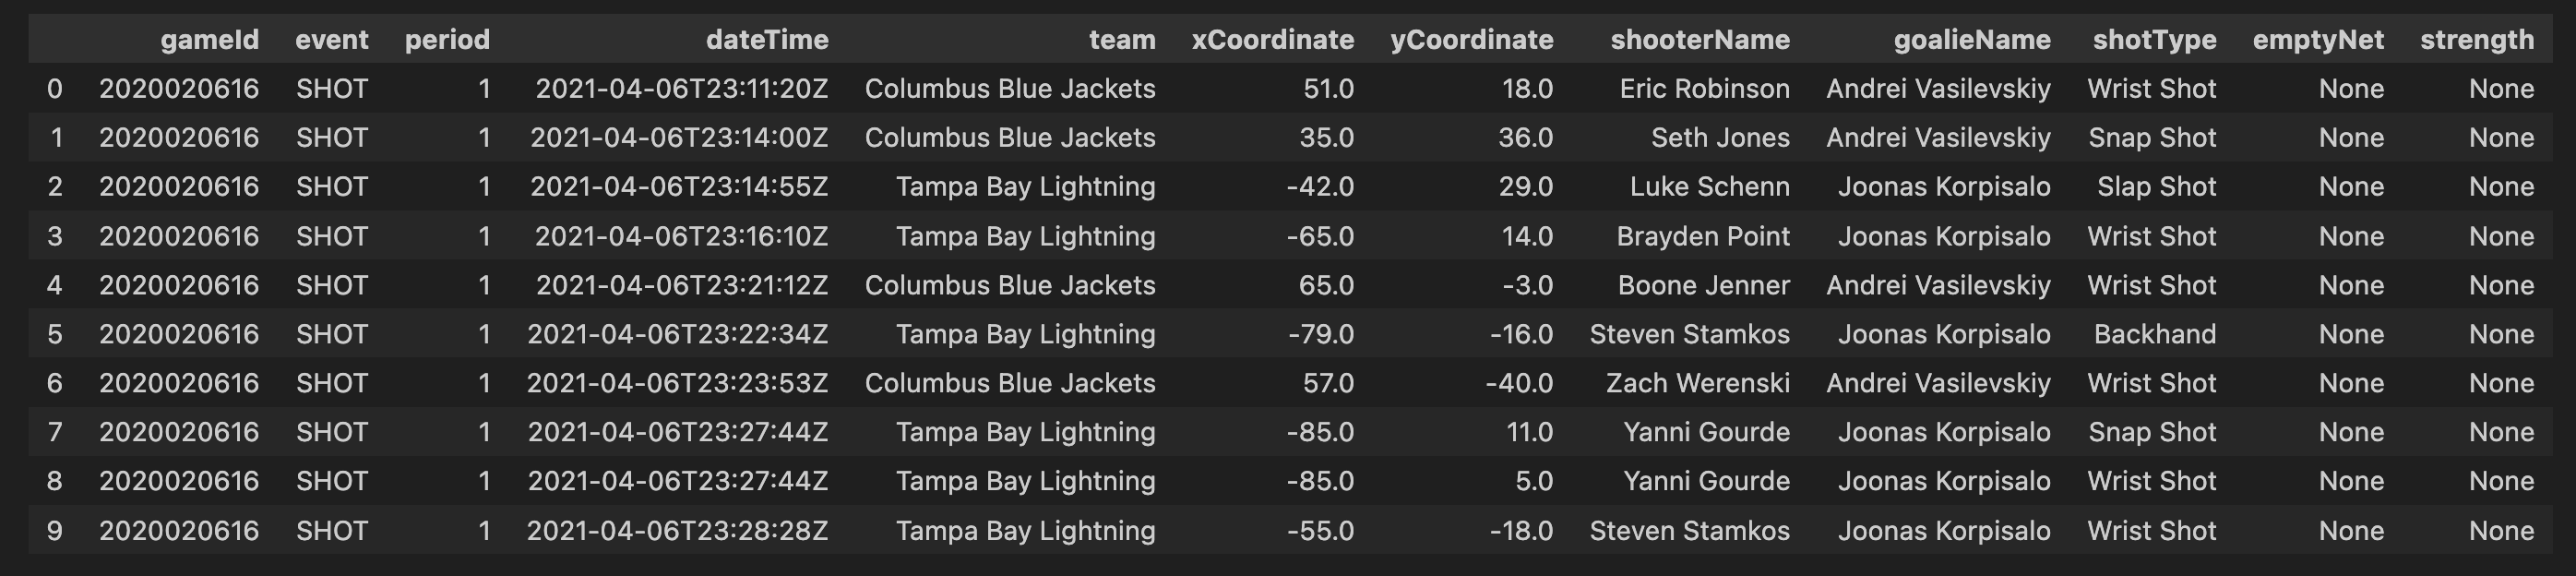 gameId event period dateTime team xCoordinate yCoordinate shooterName goalieName shotType emptyNet strength
0 2020020616 SHOT 1 2021-04-06T23:11:20Z Columbus Blue Jackets 51.0 18.0 Eric Robinson Andrei Vasilevskiy Wrist Shot None None
1 2020020616 SHOT 1 2021-04-06T23:14:00Z Columbus Blue Jackets 35.0 36.0 Seth Jones Andrei Vasilevskiy Snap Shot None None
2 2020020616 SHOT 1 2021-04-06T23:14:55Z Tampa Bay Lightning -42.0 29.0 Luke Schenn Joonas Korpisalo Slap Shot None None
3 2020020616 SHOT 1 2021-04-06T23:16:10Z Tampa Bay Lightning -65.0 14.0 Brayden Point Joonas Korpisalo Wrist Shot None None
4 2020020616 SHOT 1 2021-04-06T23:21:12Z Columbus Blue Jackets 65.0 -3.0 Boone Jenner Andrei Vasilevskiy Wrist Shot None None
5 2020020616 SHOT 1 2021-04-06T23:22:34Z Tampa Bay Lightning -79.0 -16.0 Steven Stamkos Joonas Korpisalo Backhand None None
6 2020020616 SHOT 1 2021-04-06T23:23:53Z Columbus Blue Jackets 57.0 -40.0 Zach Werenski Andrei Vasilevskiy Wrist Shot None None
7 2020020616 SHOT 1 2021-04-06T23:27:44Z Tampa Bay Lightning -85.0 11.0 Yanni Gourde Joonas Korpisalo Snap Shot None None
8 2020020616 SHOT 1 2021-04-06T23:27:44Z Tampa Bay Lightning -85.0 5.0 Yanni Gourde Joonas Korpisalo Wrist Shot None None
9 2020020616 SHOT 1 2021-04-06T23:28:28Z Tampa Bay Lightning -55.0 -18.0 Steven Stamkos Joonas Korpisalo Wrist Shot None None